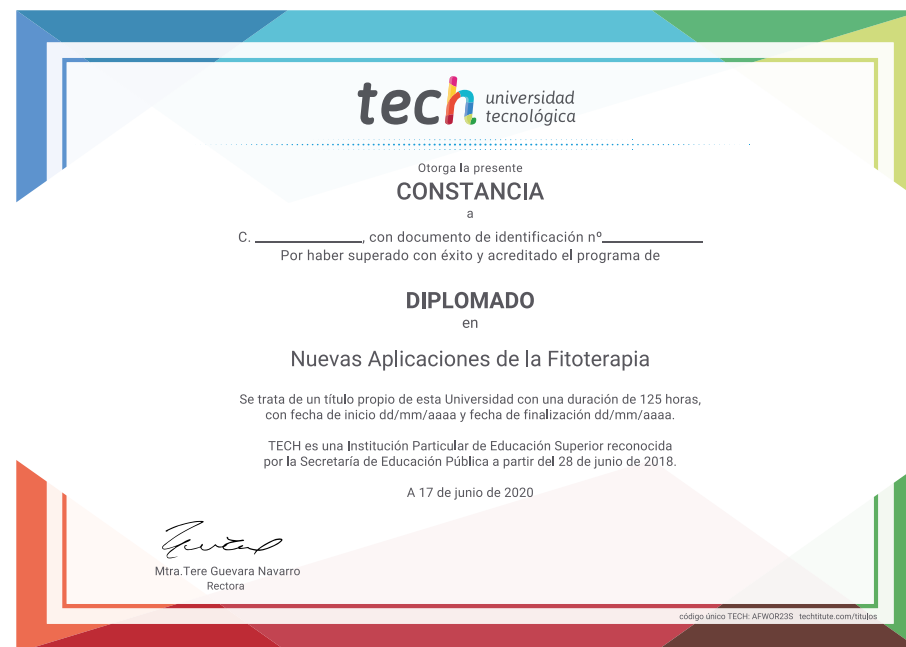 tech universidad
tecnológica
Otorga la presente
CONSTANCIA
a
C. ______________, con documento de identificación nº_____________
Por haber superado con éxito y acreditado el programa de
DIPLOMADO
en
Nuevas Aplicaciones de la Fitoterapia
Se trata de un título propio de esta Universidad con una duración de 125 horas,
con fecha de inicio dd/mm/aaaa y fecha de finalización dd/mm/aaaa.
TECH es una Institución Particular de Educación Superior reconocida
por la Secretaría de Educación Pública a partir del 28 de junio de 2018.
A 17 de junio de 2020
Mtra.Tere Guevara Navarro
Rectora
código único TECH: AFWOR23S techtitute.com/titulos